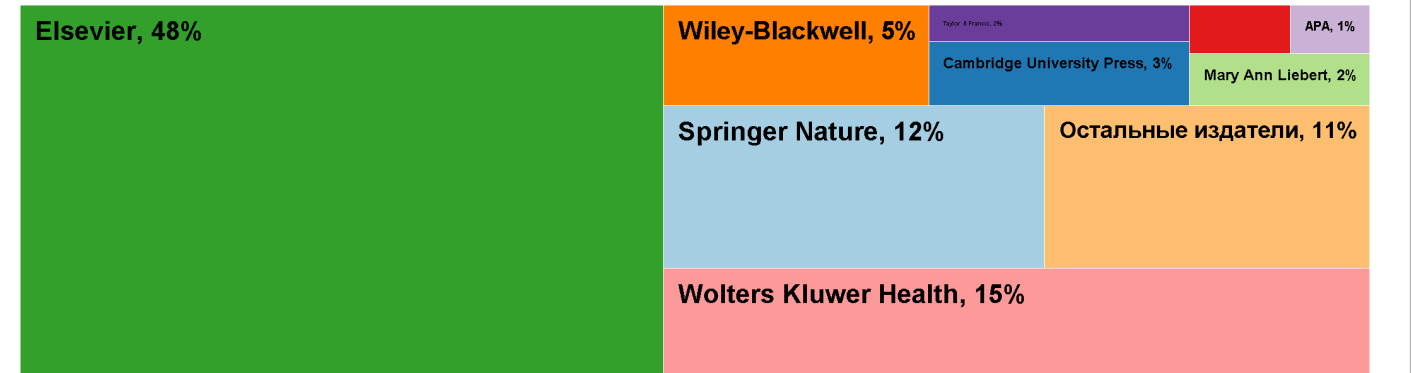 Elsevier, 48%
Wiley-Blackwell, 5%
Taylor & Francis, 2%
APA, 1%
Cambridge University Press, 3%
Mary Ann Liebert, 2%
Springer Nature, 12%
Остальные издатели, 11%
Wolters Kluwer Health, 15%